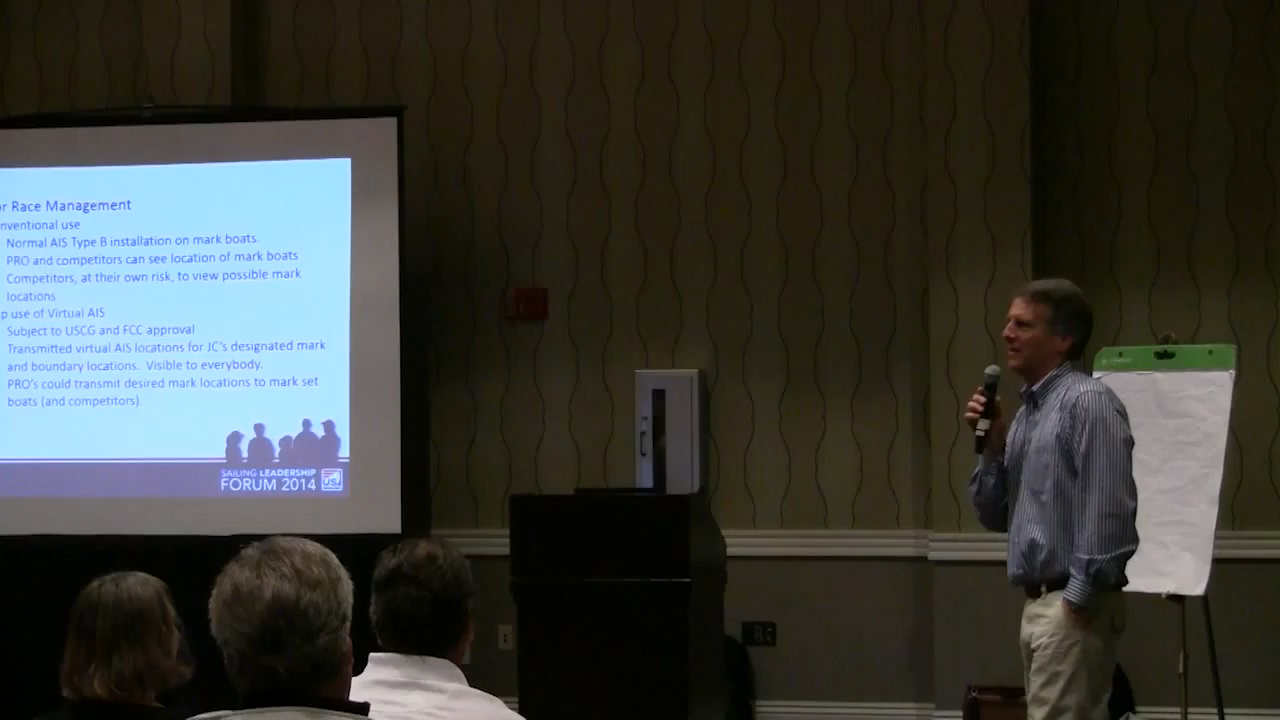 or Race Management
nventional use
Normal AIS Type B installation on mark boats.
PRO and competitors can see location of mark boats
Competitors, at their own risk, to view possible mark
locations
p use of Virtual AIS
Subject to USCG and FCC approval
Transmitted virtual AIS locations for JC's designated mark
and boundary locations. Visible to everybody.
PRO's could transmit desired mark locations to mark set
boats (and competitors).
SAILING LEADERSHIP
FORUM 2014
US